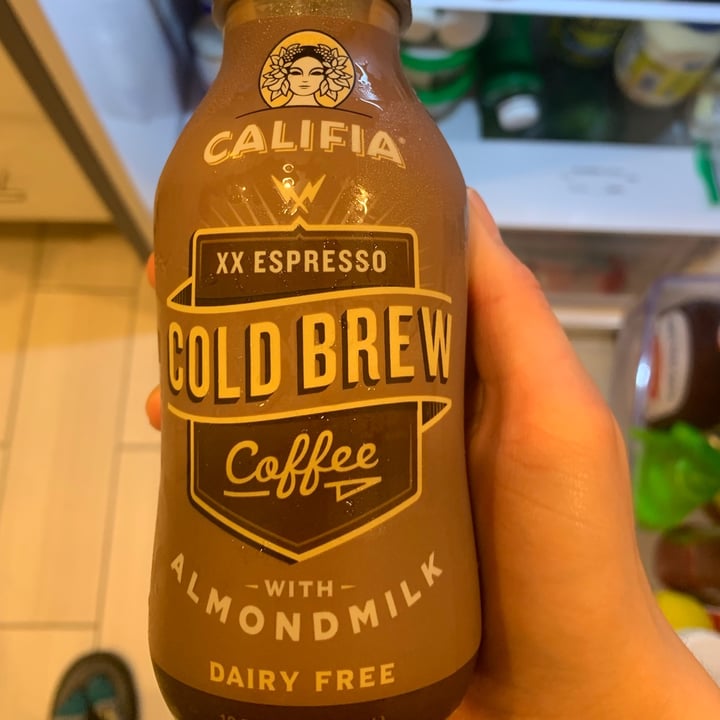 CALIFIA
XX ESPRESSO
COLD BREW
Coffee
WITH
ALMONDMILK
DAIRY FREE